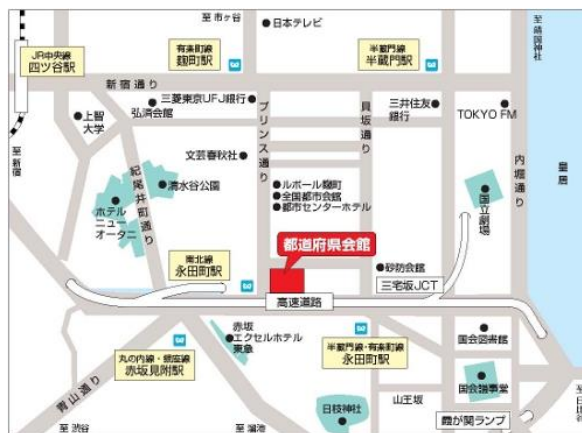 至市ヶ谷
日本テレビ
至靖国神社
JR中央線
四ツ谷駅
有楽町線
麹町駅
半蔵門線
半蔵門駅
新宿通り
上智
大学
弘済会館
三菱東京UFJ銀行
三井住友
銀行
TOKYO FM
プリンス通り
貝坂通り
内堀通り
皇居
至新宿
紀尾井町通り
文芸春秋社
清水谷公園
ホテル
ニュー
オータニ
ルポール麹町
全国都市会館
都市センターホテル
国立劇場
都道府県会館
南北線
永田町駅
砂防会館
三宅坂JCT
高速道路
赤坂
エクセルホテル
東急
半蔵門線・有楽町線
永田町駅
国会図書館
丸の内線・銀座線
赤坂見附駅
国会議事堂
青山通り
日枝神社
山王坂
霞が関ランプ
至渋谷
至溜池
至日比谷